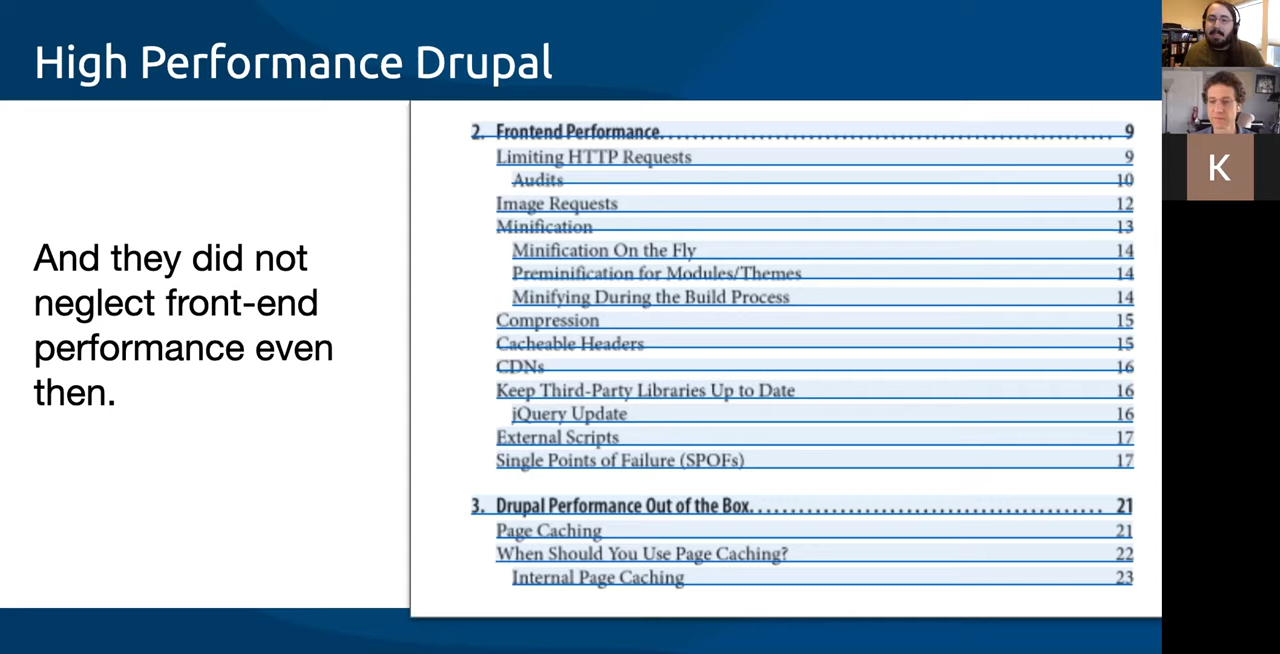 High Performance Drupal
And they did not
neglect front-end
performance even
then.
2. Frontend Performance. . . . . . . . . . . . . . . . . . . . . . . . . . . . . . . . . . . . . . . . . . . . . . . . . . . . . . 9
Limiting HTTP Requests 9
Audits 10
Image Requests 12
Minification 13
Minification On the Fly 14
Preminification for Modules/Themes 14
Minifying During the Build Process 14
Compression 15
Cacheable Headers 15
CDNs 16
Keep Third-Party Libraries Up to Date 16
jQuery Update 16
External Scripts 17
Single Points of Failure (SPOFs) 17
3. Drupal Performance Out of the Box. . . . . . . . . . . . . . . . . . . . . . . . . . . . . . . . . . . . . . . . . . . 21
Page Caching 21
When Should You Use Page Caching? 22
Internal Page Caching 23
K